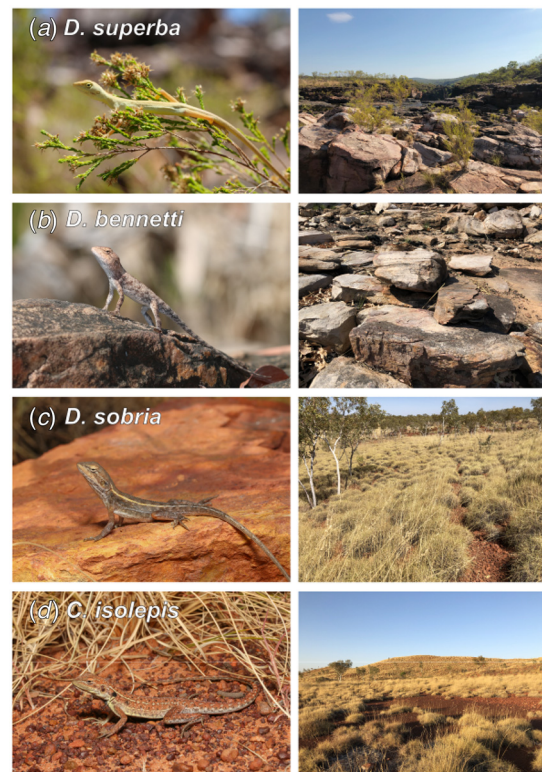 (a) D. superba
(b) D. bennetti
(c) D. sobria
(d) C. isolepis